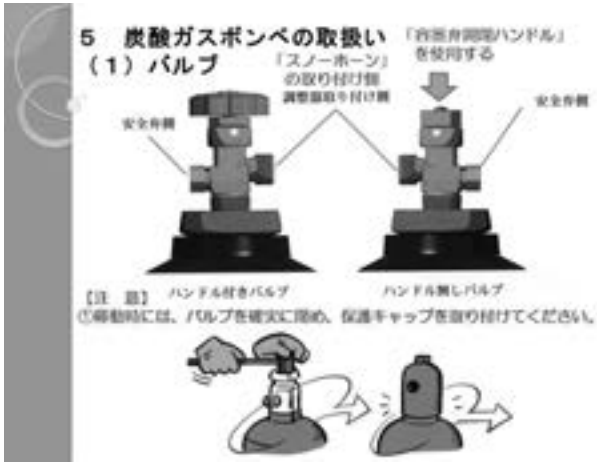 5 炭酸ガスボンベの取扱い
(1)バルブ
「容器弁開閉ハンドル」
を使用する
「スノーホーン」
の取り付け側
調整器取り付け側
安全弁側
安全弁側
ハンドル付きバルブ
ハンドル無しバルブ
【注 意】
①移動時には、バルブを確実に閉め、保護キャップを取り付けてください。